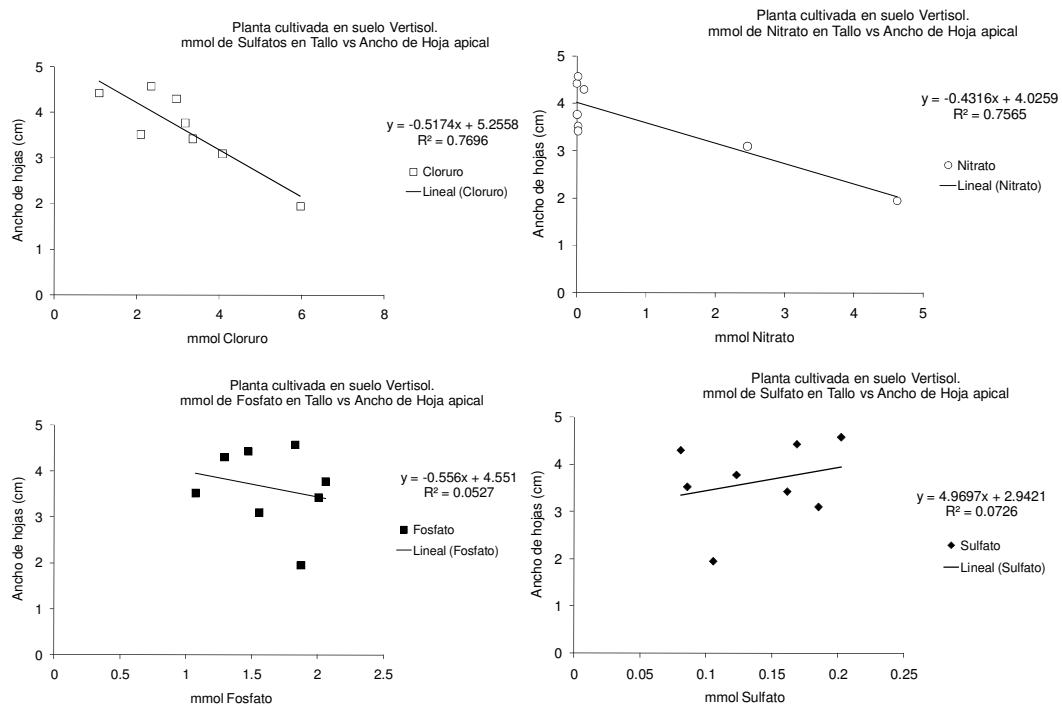 Planta cultivada en suelo Vertisol.
mmol de Sulfatos en Tallo vs Ancho de Hoja apical
Ancho de hojas (cm)
5
4
3
2
1
0
0
2
4
6
8
mmol Cloruro
y = -0.5174x + 5.2558
R² = 0.7696
Cloruro
Lineal (Cloruro)
Planta cultivada en suelo Vertisol.
mmol de Nitrato en Tallo vs Ancho de Hoja apical
Ancho de hojas (cm)
5
4
3
2
1
0
0
1
2
3
4
5
mmol Nitrato
y = -0.4316x + 4.0259
R² = 0.7565
Nitrato
Lineal (Nitrato)
Planta cultivada en suelo Vertisol.
mmol de Fosfato en Tallo vs Ancho de Hoja apical
Ancho de hojas (cm)
5
4
3
2
1
0
0
0.5
1
1.5
2
2.5
mmol Fosfato
y = -0.556x + 4.551
R² = 0.0527
Fosfato
Lineal (Fosfato)
Planta cultivada en suelo Vertisol.
mmol de Sulfato en Tallo vs Ancho de Hoja apical
Ancho de hojas (cm)
5
4
3
2
1
0
0
0.05
0.1
0.15
0.2
0.25
mmol Sulfato
y = 4.9697x + 2.9421
R² = 0.0726
Sulfato
Lineal (Sulfato)